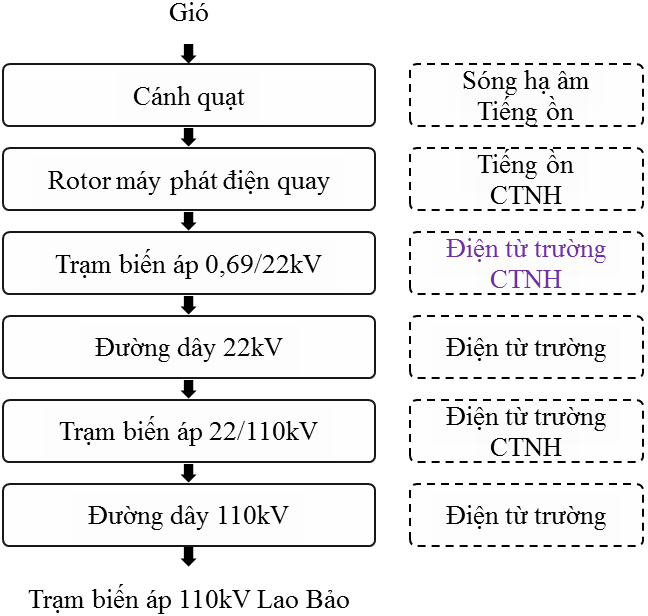 Gió
Cánh quạt
Sóng hạ âm
Tiếng ồn
Rotor máy phát điện quay
Tiếng ồn
CTNH
Trạm biến áp 0,69/22kV
Điện từ trường
CTNH
Đường dây 22kV
Điện từ trường
Trạm biến áp 22/110kV
Điện từ trường
CTNH
Đường dây 110kV
Điện từ trường
Trạm biến áp 110kV Lao Bảo